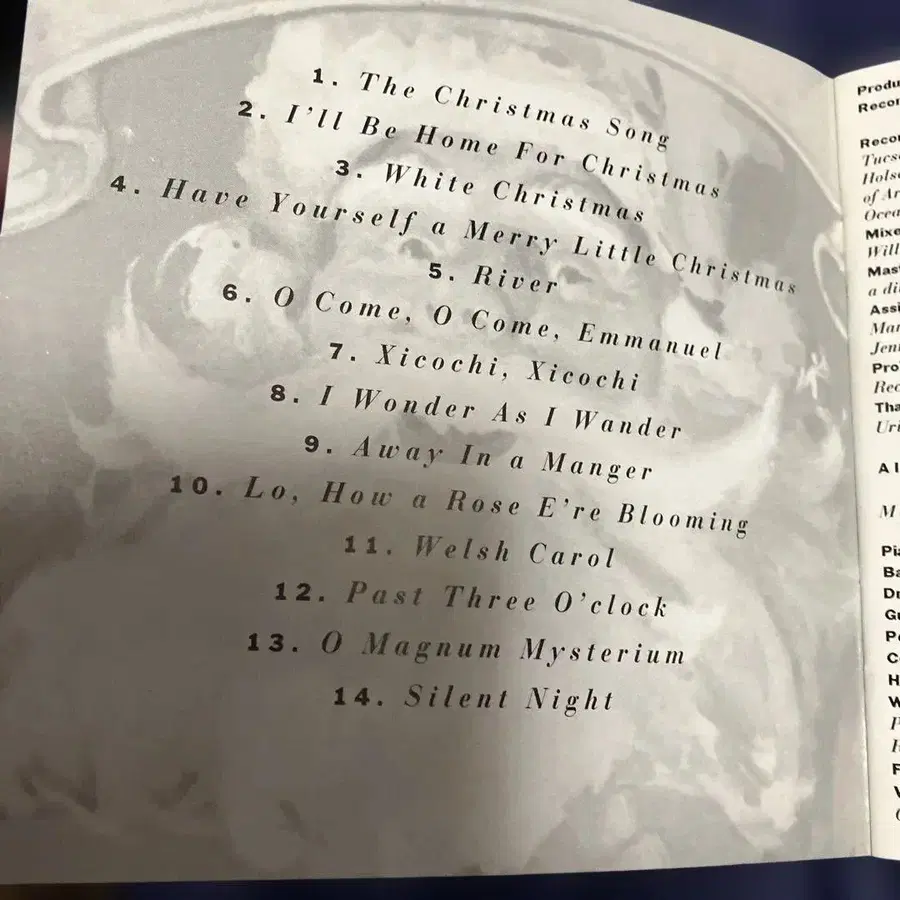 1. The Christmas Song
2. I'll Be Home For Christmas
3. White Christmas
4. Have Yourself a Merry Little Christmas
5. River
6. O Come, O Come, Emmanuel
7. Xicochi, Xicochi
8. I Wonder As I Wander
9. Away In a Manger
10. Lo, How a Rose E're Blooming
11. Welsh Carol
12. Past Three O'clock
13. O Magnum Mysterium
14. Silent Night